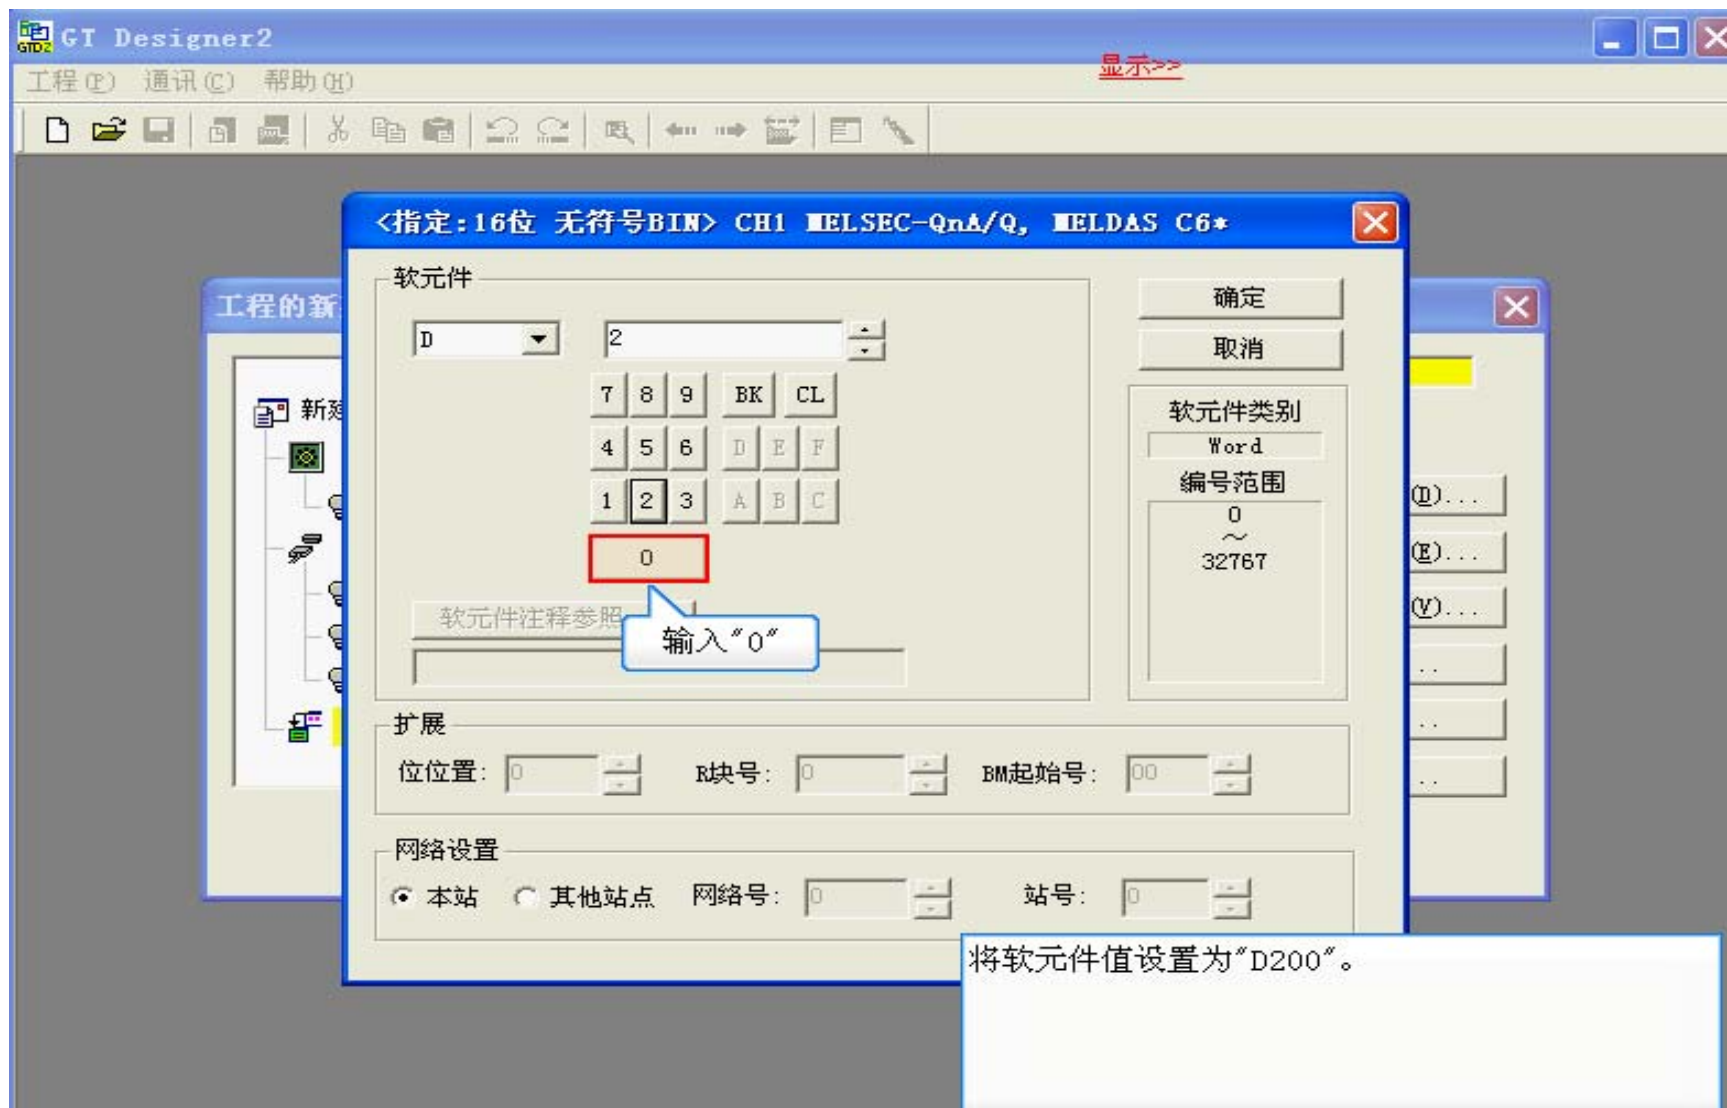 GT Designer2
工程(P) 通讯(C) 帮助(H)
显示>>
<指定:16位 无符号BIN> CH1 MELSEC-QnA/Q, MELDAS C6*
工程的新
新建
软元件
D 2
7 8 9 BK CL
4 5 6 D E F
1 2 3 A B C
0
输入"0"
软元件注释参照
确定
取消
软元件类别
Word
编号范围
0
~
32767
(D)...
(E)...
(V)...
..
..
..
扩展
位位置: 0 R块号: 0 BM起始号: 00
网络设置
本站 其他站点 网络号: 0 站号: 0
将软元件值设置为"D200"。